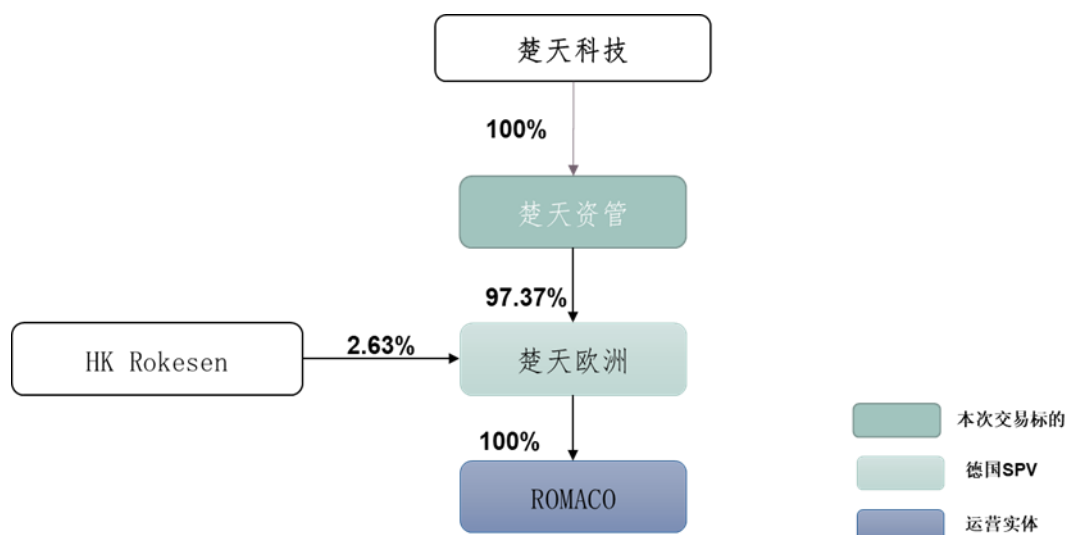 楚天科技
100%
楚天资管
97.37%
HK Rokesen
2.63%
楚天欧洲
100%
ROMACO
本次交易标的
德国SPV
运营实体